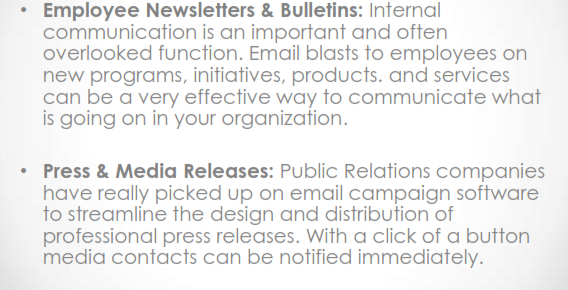 • Employee Newsletters & Bulletins: Internal
communication is an important and often
overlooked function. Email blasts to employees on
new programs, initiatives, products. and services
can be a very effective way to communicate what
is going on in your organization.
• Press & Media Releases: Public Relations companies
have really picked up on email campaign software
to streamline the design and distribution of
professional press releases. With a click of a button
media contacts can be notified immediately.